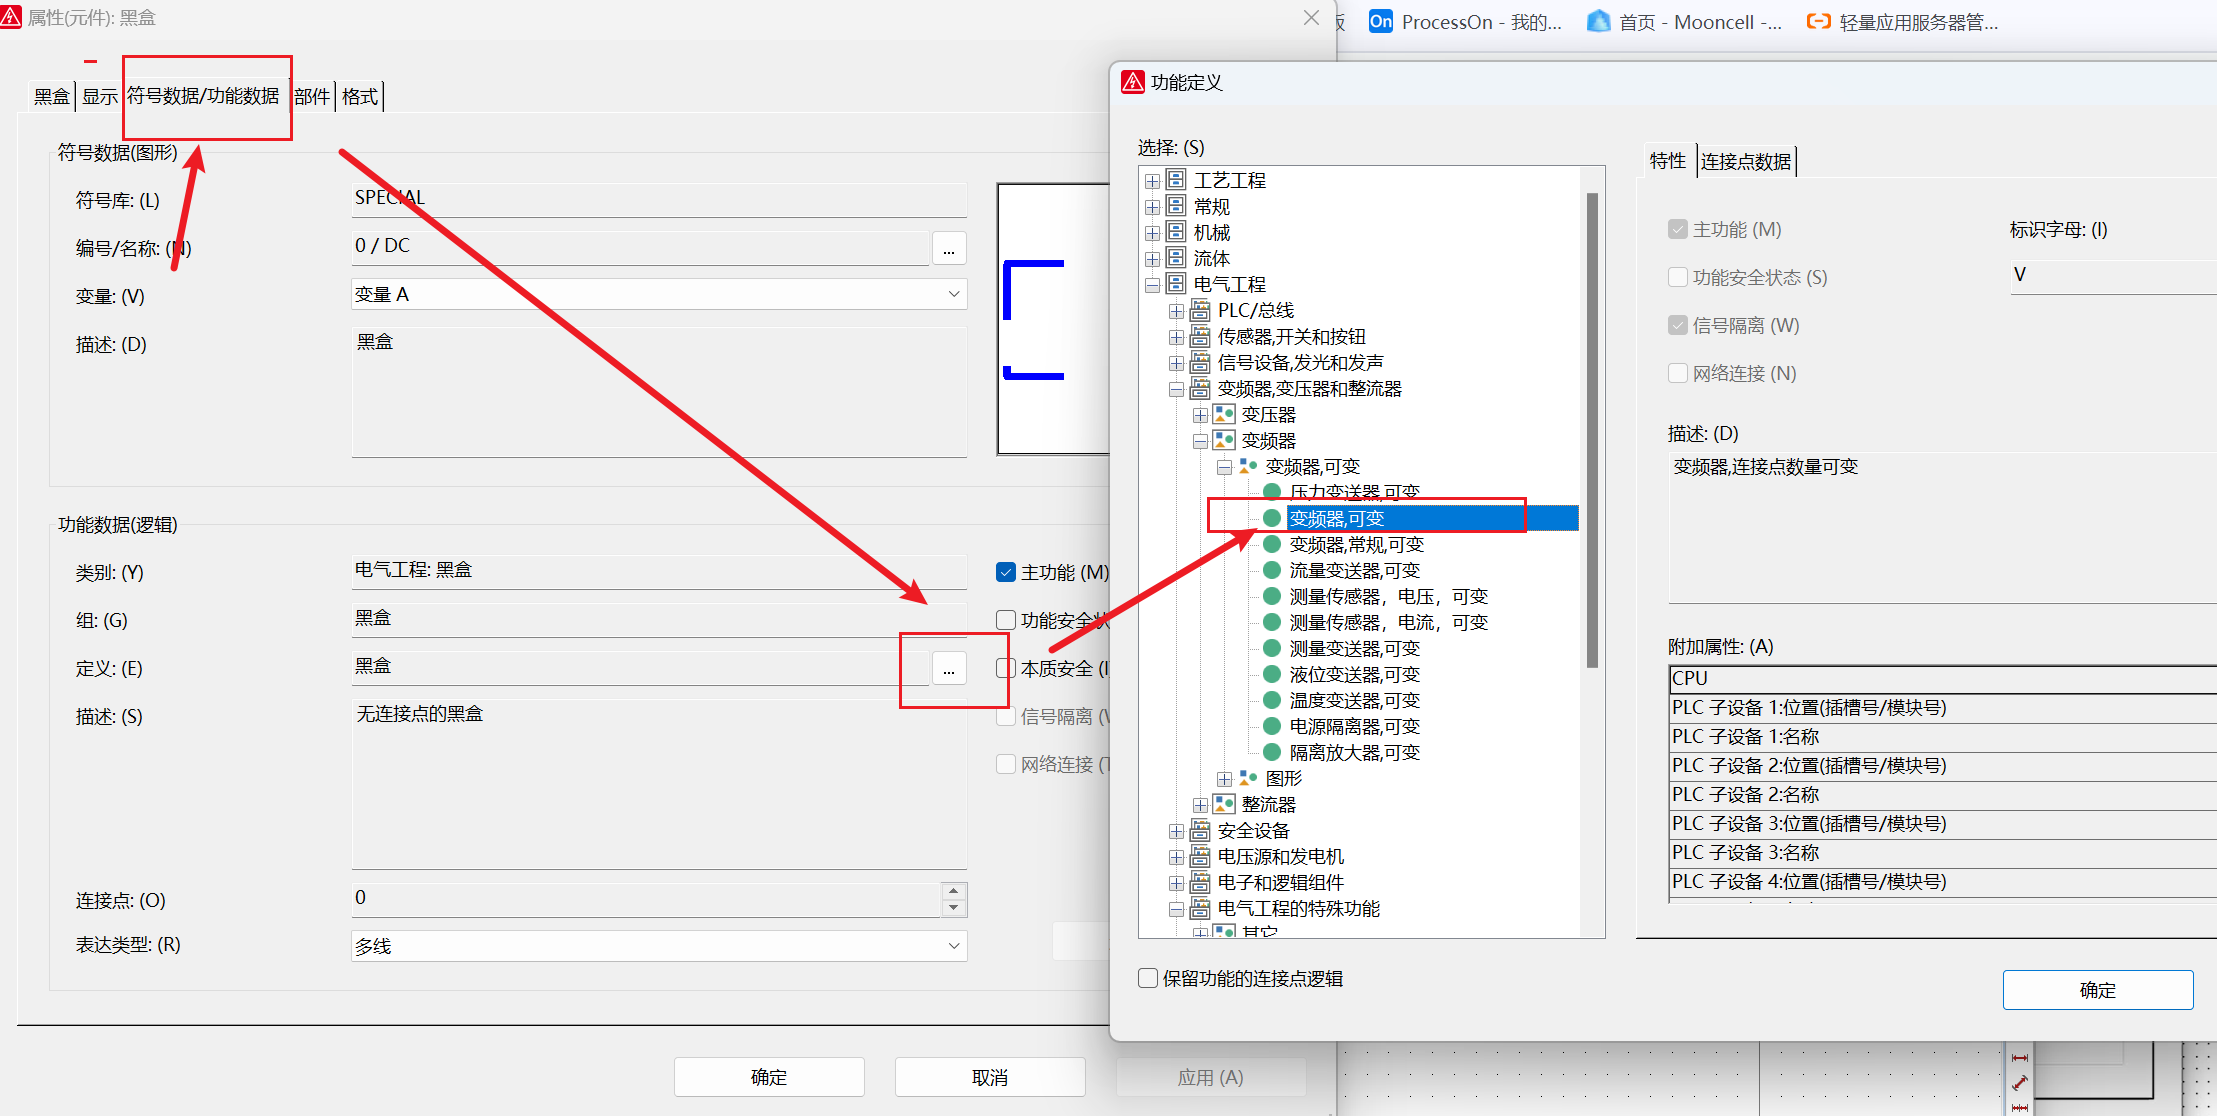 属性(元件): 黑盒
黑盒
显示
符号数据/功能数据
部件
格式
符号数据(图形)
符号库: (L)
SPECIAL
编号/名称: (N)
0 / DC
...
变量: (V)
变量 A
描述: (D)
黑盒
功能数据(逻辑)
类别: (Y)
电气工程: 黑盒
主功能 (M)
组: (G)
黑盒
功能安全状
定义: (E)
黑盒
...
本质安全 (I
描述: (S)
无连接点的黑盒
信号隔离 (W
网络连接 (T
连接点: (O)
0
表达类型: (R)
多线
确定
取消
应用 (A)
On ProcessOn - 我的...
首页 - Mooncell -...
轻量应用服务器管...
功能定义
选择: (S)
工艺工程
常规
机械
流体
电气工程
PLC/总线
传感器,开关和按钮
信号设备,发光和发声
变频器,变压器和整流器
变压器
变频器
变频器,可变
压力变送器,可变
变频器,可变
变频器,常规,可变
流量变送器,可变
测量传感器，电压，可变
测量传感器，电流，可变
测量变送器,可变
液位变送器,可变
温度变送器,可变
电源隔离器,可变
隔离放大器,可变
图形
整流器
安全设备
电压源和发电机
电子和逻辑组件
电气工程的特殊功能
其它
保留功能的连接点逻辑
特性
连接点数据
主功能 (M)
标识字母: (I)
功能安全状态 (S)
V
信号隔离 (W)
网络连接 (N)
描述: (D)
变频器,连接点数量可变
附加属性: (A)
CPU
PLC 子设备 1:位置(插槽号/模块号)
PLC 子设备 1:名称
PLC 子设备 2:位置(插槽号/模块号)
PLC 子设备 2:名称
PLC 子设备 3:位置(插槽号/模块号)
PLC 子设备 3:名称
PLC 子设备 4:位置(插槽号/模块号)
确定